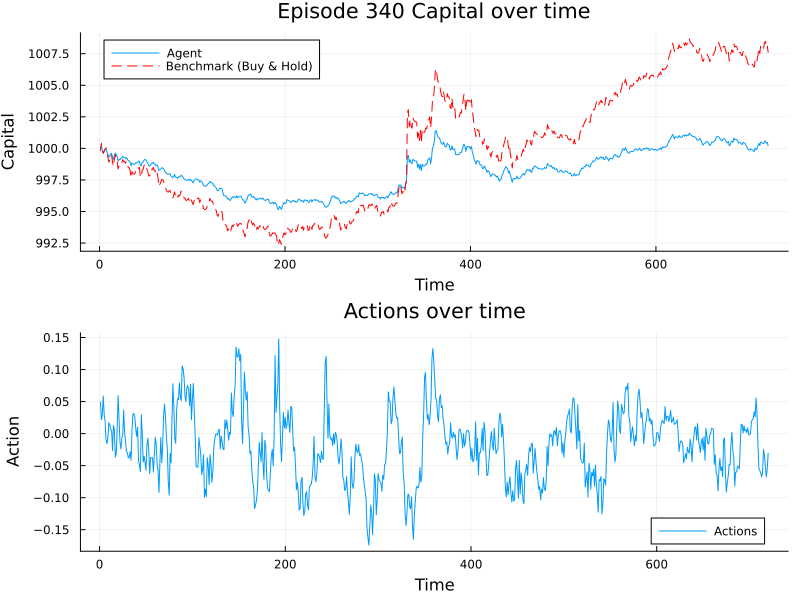 Episode 340 Capital over time
Capital
1007.5
1005.0
1002.5
1000.0
997.5
995.0
992.5
Agent
Benchmark (Buy & Hold)
0 200 400 600
Time
Actions over time
Action
0.15
0.10
0.05
0.00
−0.05
−0.10
−0.15
Actions
0 200 400 600
Time